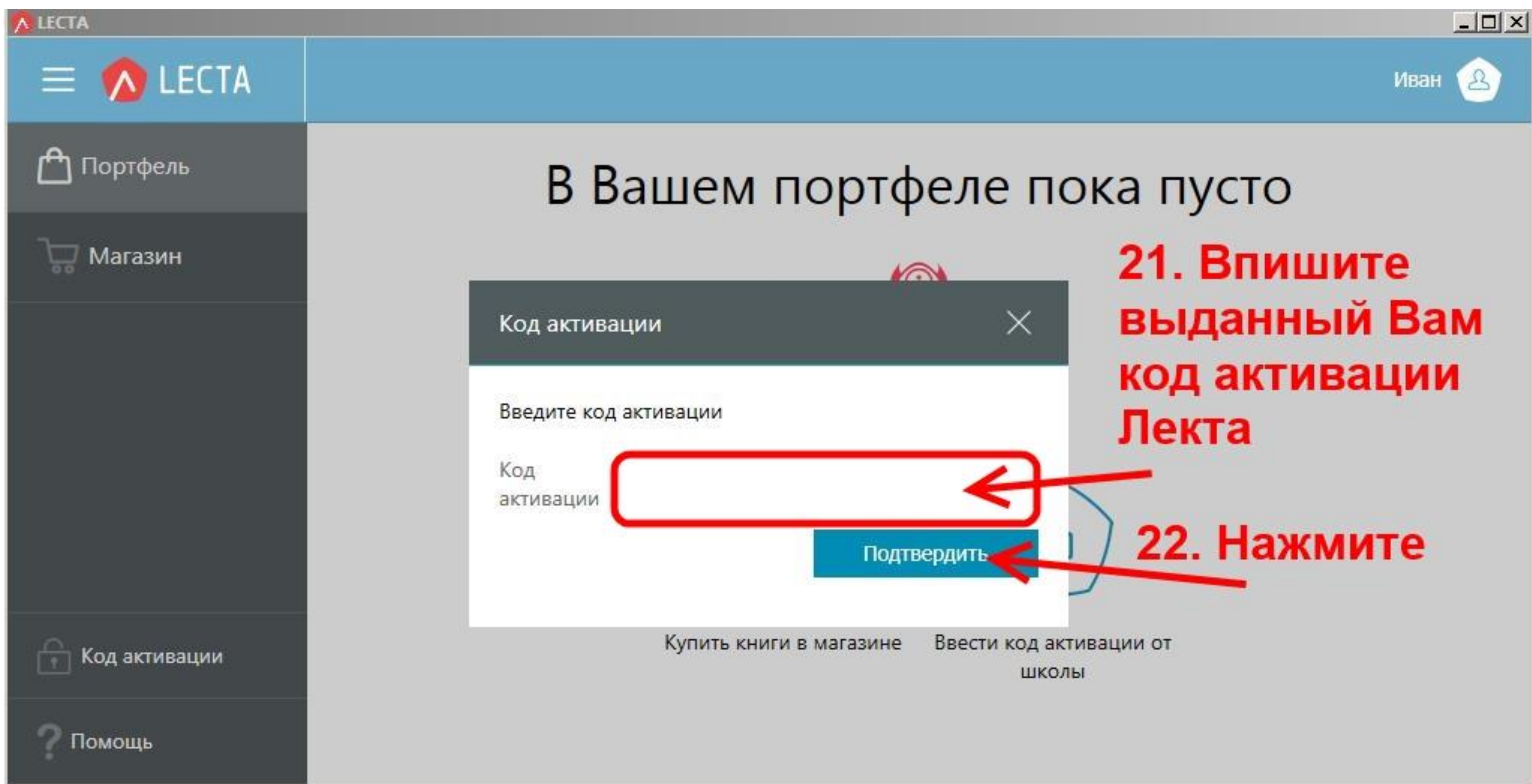 LECTA
LECTA
Иван
Портфель
Магазин
Код активации
Помощь
В Вашем портфеле пока пусто
Код активации
Введите код активации
Код
активации
Подтвердить
21. Впишите
выданный Вам
код активации
Лекта
22. Нажмите
Купить книги в магазине
Ввести код активации от
школы